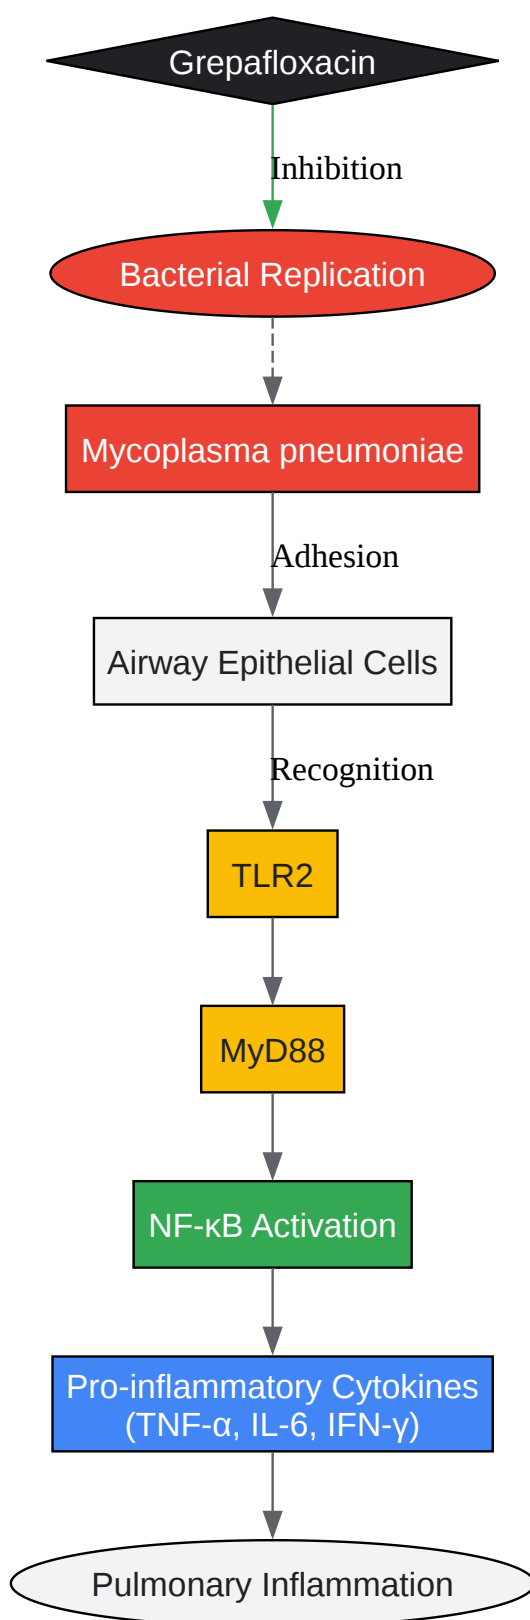 Grepafloxacin
Inhibition
Bacterial Replication
Mycoplasma pneumoniae
Adhesion
Airway Epithelial Cells
Recognition
TLR2
MyD88
NF-κB Activation
Pro-inflammatory Cytokines
(TNF-α, IL-6, IFN-γ)
Pulmonary Inflammation